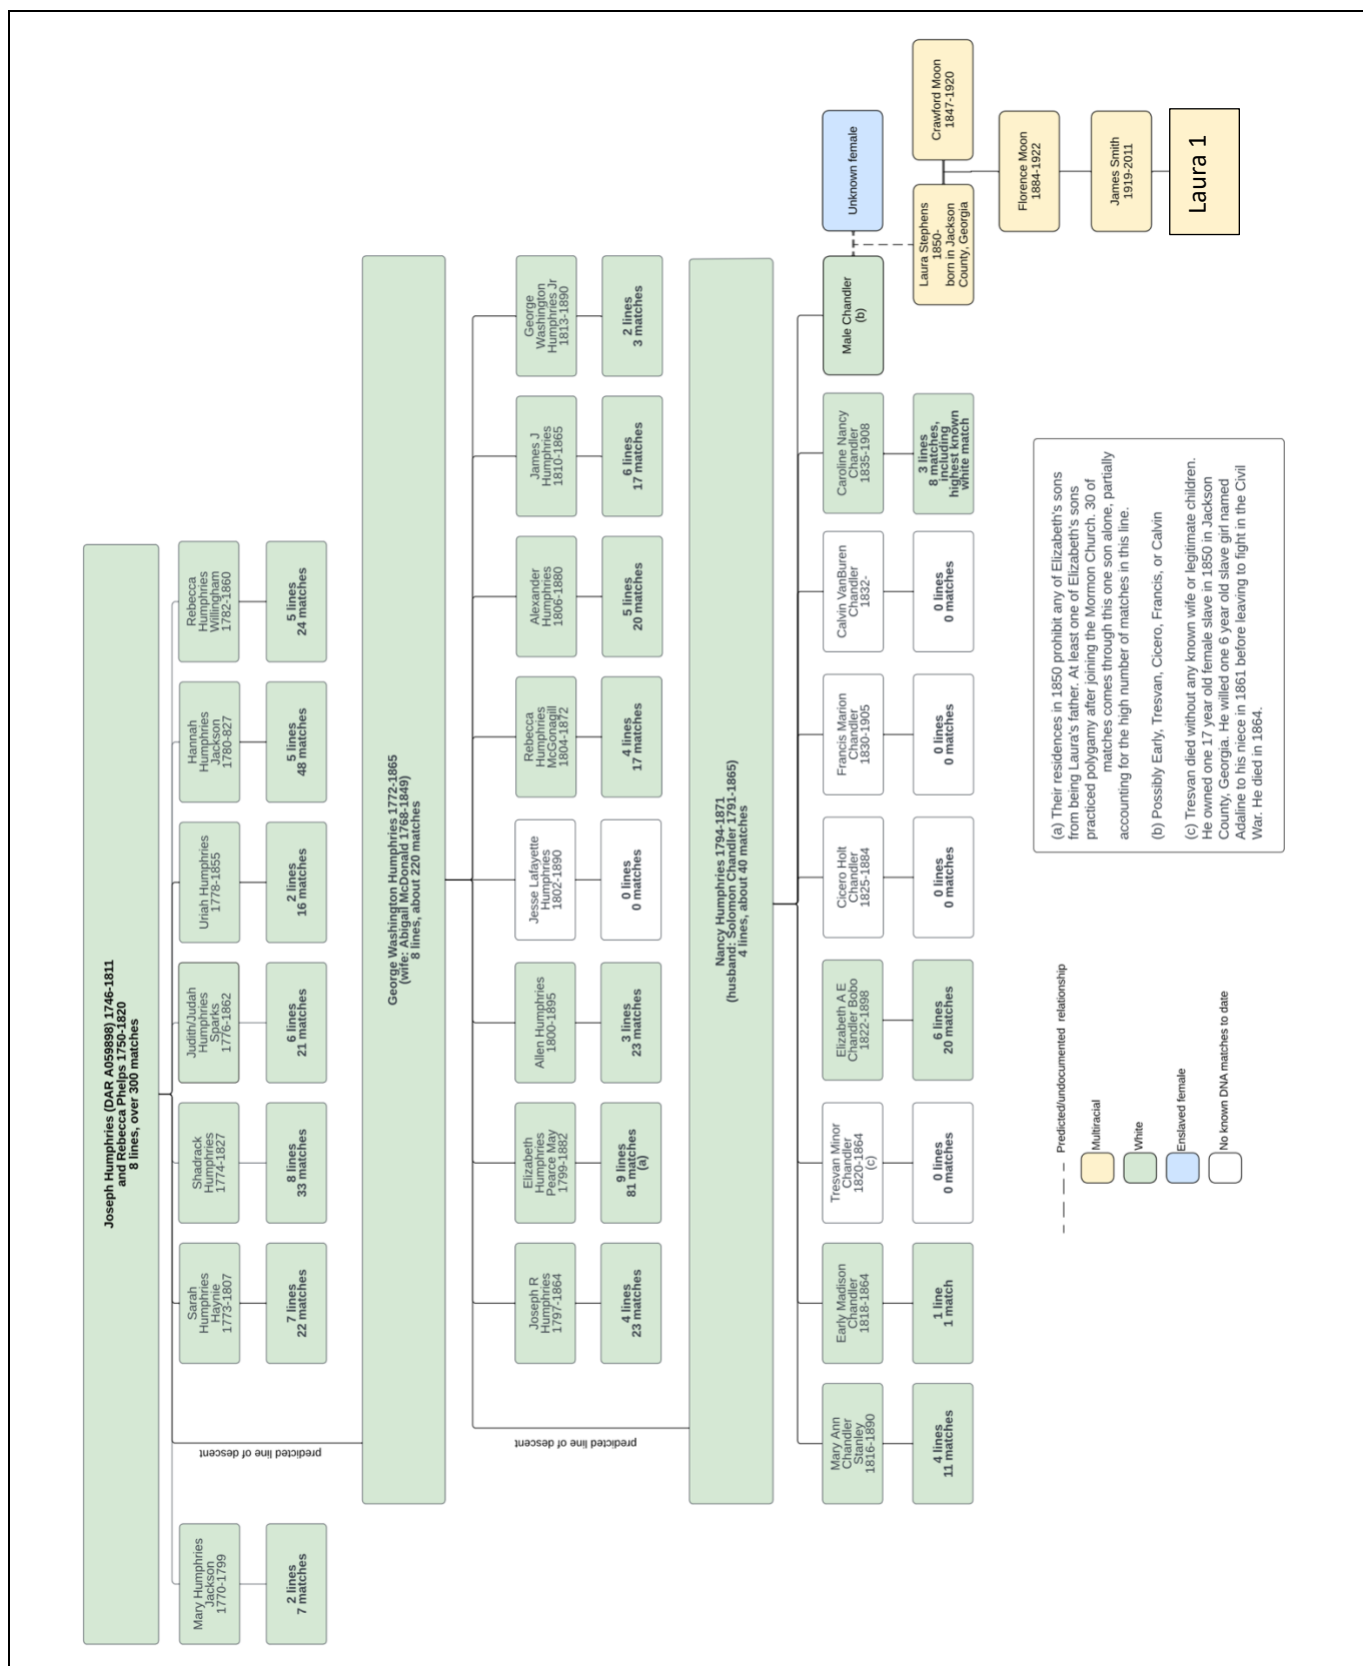 Joseph Humphries (DAR A059898) 1746-1811
and Rebecca Phelps 1750-1820
8 lines, over 300 matches
Mary Humphries
Jackson
1770-1799
2 lines
7 matches
predicted line of descent
Sarah
Humphries
Haynie
1773-1807
7 lines
22 matches
Shadrack
Humphries
1774-1827
8 lines
33 matches
Judith/Judah
Humphries
Sparks
1776-1862
6 lines
21 matches
Uriah Humphries
1778-1855
2 lines
16 matches
Hannah
Humphries
Jackson
1780-827
5 lines
48 matches
Rebecca
Humphries
Willingham
1782-1860
5 lines
24 matches
George Washington Humphries 1772-1865
(wife: Abigail McDonald 1768-1849)
8 lines, about 220 matches
predicted line of descent
Joseph R
Humphries
1797-1864
4 lines
23 matches
Elizabeth
Humphries
Pearce May
1799-1882
9 lines
81 matches
(a)
Allen Humphries
1800-1895
3 lines
23 matches
Jesse Lafayette
Humphries
1802-1890
0 lines
0 matches
Rebecca
Humphries
McGonagill
1804-1872
4 lines
17 matches
Alexander
Humphries
1806-1880
5 lines
20 matches
James J
Humphries
1810-1865
6 lines
17 matches
George
Washington
Humphries Jr
1813-1890
2 lines
3 matches
Nancy Humphries 1794-1871
(husband: Solomon Chandler 1791-1865)
4 lines, about 40 matches
Mary Ann
Chandler
Stanley
1816-1890
4 lines
11 matches
Early Madison
Chandler
1818-1864
1 line
1 match
Tresvan Minor
Chandler
1820-1864
(c)
0 lines
0 matches
Elizabeth A E
Chandler Bobo
1822-1898
6 lines
20 matches
Cicero Holt
Chandler
1825-1884
0 lines
0 matches
Francis Marion
Chandler
1830-1905
0 lines
0 matches
Calvin VanBuren
Chandler
1832-
0 lines
0 matches
Caroline Nancy
Chandler
1835-1908
3 lines
8 matches,
including
highest known
white match
Male Chandler
(b)
Unknown female
Laura Stephens
1850-
born in Jackson
County, Georgia
Crawford Moon
1847-1920
Florence Moon
1884-1922
James Smith
1919-2011
Laura 1
Predicted/undocumented relationship
Multiracial
White
Enslaved female
No known DNA matches to date
(a) Their residences in 1850 prohibit any of Elizabeth's sons
from being Laura's father. At least one of Elizabeth's sons
practiced polygamy after joining the Mormon Church. 30 of
matches comes through this one son alone, partially
accounting for the high number of matches in this line.
(b) Possibly Early, Tresvan, Cicero, Francis, or Calvin
(c) Tresvan died without any known wife or legitimate children.
He owned one 17 year old female slave in 1850 in Jackson
County, Georgia. He willed one 6 year old slave girl named
Adaline to his niece in 1861 before leaving to fight in the Civil
War. He died in 1864.